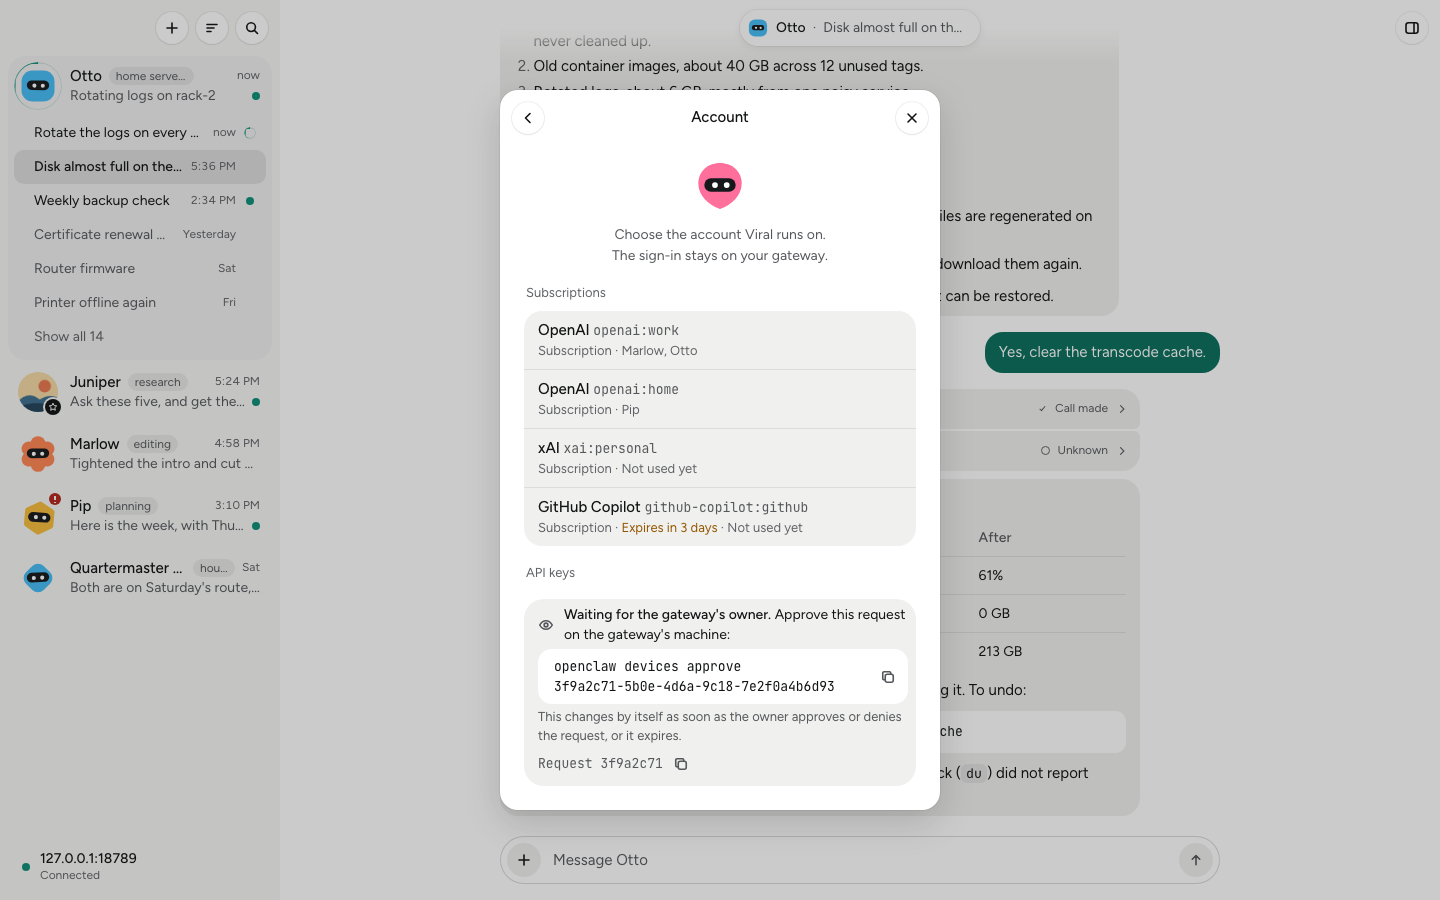 Otto home serve... now
Rotating logs on rack-2
Rotate the logs on every ... now
Disk almost full on the... 5:36 PM
Weekly backup check 2:34 PM
Certificate renewal ... Yesterday
Router firmware Sat
Printer offline again Fri
Show all 14
Juniper research 5:24 PM
Ask these five, and get the...
Marlow editing 4:58 PM
Tightened the intro and cut ...
Pip planning 3:10 PM
Here is the week, with Thu...
Quartermaster ... hou... Sat
Both are on Saturday's route,...
127.0.0.1:18789
Connected
Otto · Disk almost full on th...
never cleaned up.
2. Old container images, about 40 GB across 12 unused tags.
iles are regenerated on
download them again.
can be restored.
Yes, clear the transcode cache.
Call made
Unknown
After
61%
0 GB
213 GB
g it. To undo:
che
ck (du) did not report
Message Otto
Account
Choose the account Viral runs on.
The sign-in stays on your gateway.
Subscriptions
OpenAI openai:work
Subscription · Marlow, Otto
OpenAI openai:home
Subscription · Pip
xAI xai:personal
Subscription · Not used yet
GitHub Copilot github-copilot:github
Subscription · Expires in 3 days · Not used yet
API keys
Waiting for the gateway's owner. Approve this request
on the gateway's machine:
openclaw devices approve
3f9a2c71-5b0e-4d6a-9c18-7e2f0a4b6d93
This changes by itself as soon as the owner approves or denies
the request, or it expires.
Request 3f9a2c71